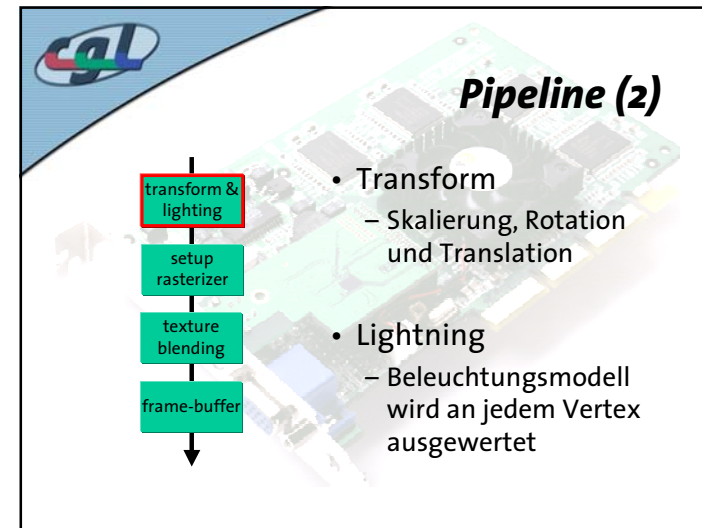 cgl
Pipeline (2)
transform &
lighting
setup
rasterizer
texture
blending
frame-buffer
• Transform
– Skalierung, Rotation
und Translation
• Lightning
– Beleuchtungsmodell
wird an jedem Vertex
ausgewertet